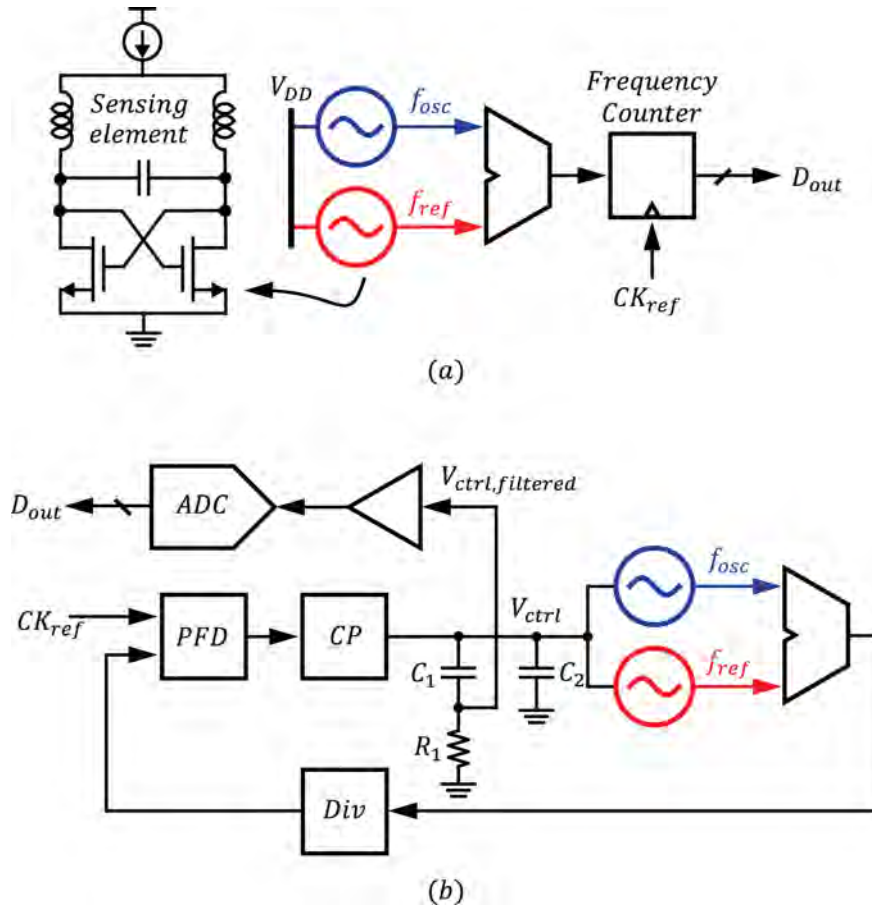 Sensing
element
V_DD
f_osc
f_ref
Frequency
Counter
D_out
CK_ref
(a)
V_ctrl,filtered
ADC
D_out
CK_ref
PFD
CP
V_ctrl
C_1
C_2
R_1
f_osc
f_ref
Div
(b)